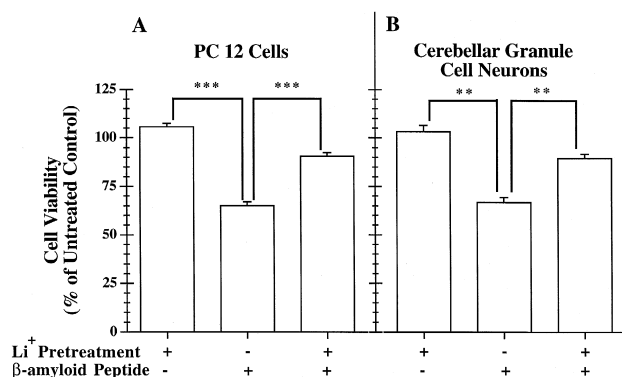 A
B
PC 12 Cells
Cerebellar Granule
Cell Neurons
Cell Viability
(% of Untreated Control)
125
100
75
50
25
0
*** ***
** **
Li+ Pretreatment + - + + - +
β-amyloid Peptide - + + - + +